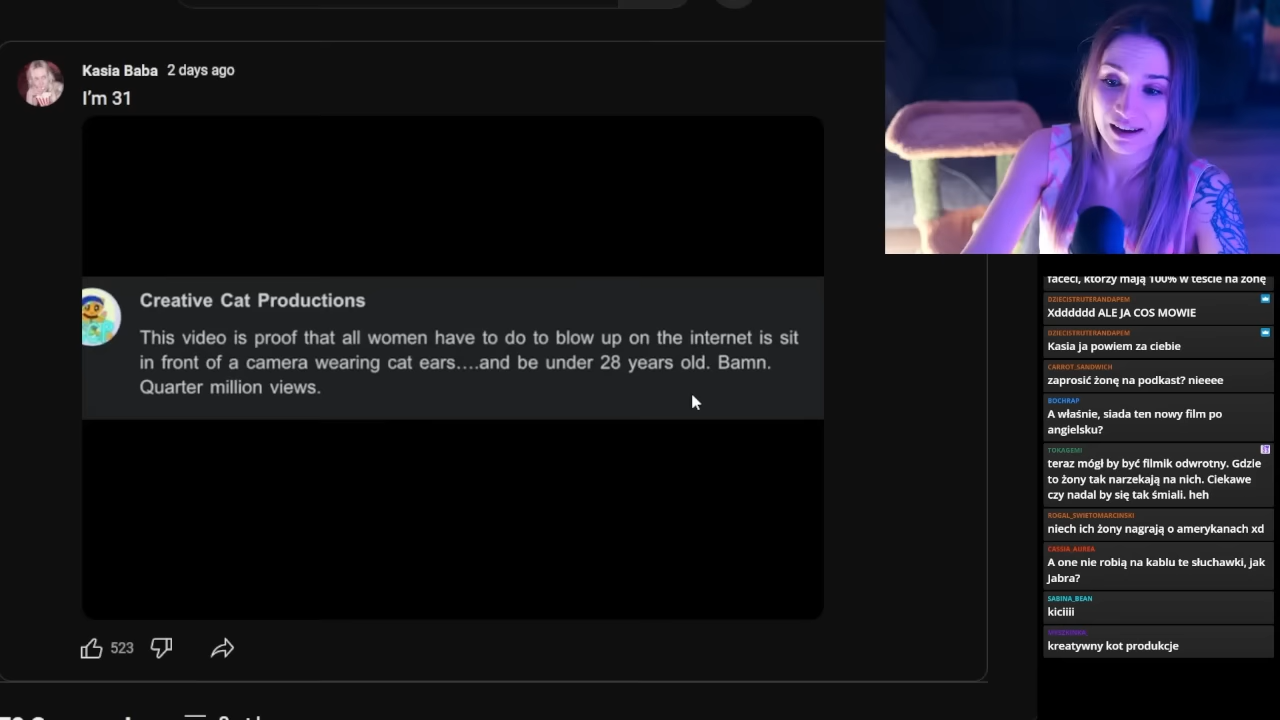 Kasia Baba 2 days ago
I'm 31
Creative Cat Productions
This video is proof that all women have to do to blow up on the internet is sit
in front of a camera wearing cat ears....and be under 28 years old. Bamn.
Quarter million views.
523
faceci, którzy mają 100% w teście na żonę
DZIECISTRUTERANDAPEM
Xdddddd ALE JA COS MOWIE
DZIECISTRUTERANDAPEM
Kasia ja powiem za ciebie
CARROT_SANDWICH
zaprosić żonę na podkast? nieeee
BDCHRAP
A właśnie, siada ten nowy film po
angielsku?
TOKAGEMI
teraz mógł by być filmik odwrotny. Gdzie
to żony tak narzekają na nich. Ciekawe
czy nadal by się tak śmiali. heh
ROGAL_SWIETOMARCINSKI
niech ich żony nagrają o amerykanach xd
CASSIA_AUREA
A one nie robią na kablu te słuchawki, jak
Jabra?
SABINA_BEAN
kiciiii
kreatywny kot produkcje